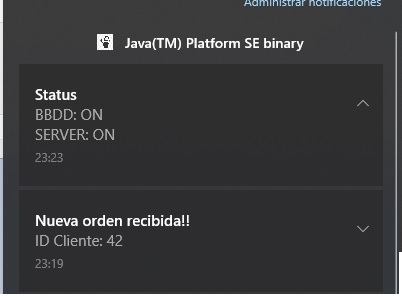 Administrar notificaciones
Java(TM) Platform SE binary
Status
BBDD: ON
SERVER: ON
23:23
Nueva orden recibida!!
ID Cliente: 42
23:19